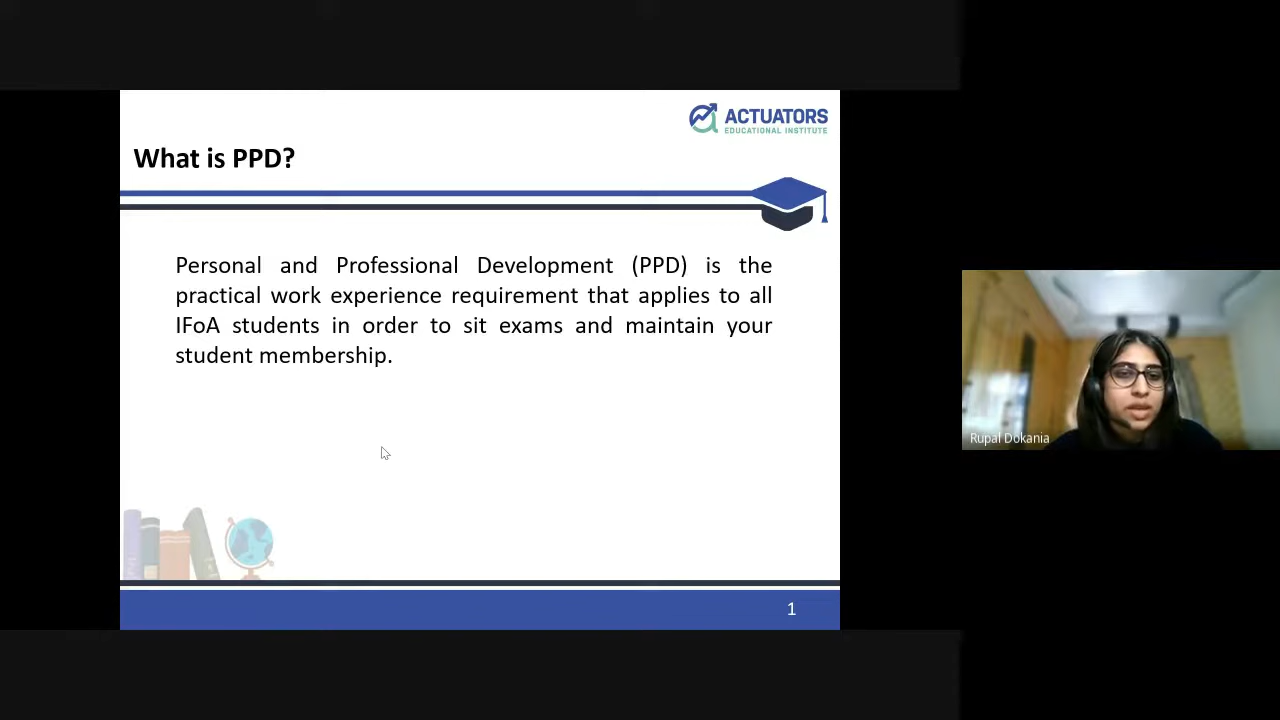 ACTUATORS
EDUCATIONAL INSTITUTE
What is PPD?
Personal and Professional Development (PPD) is the
practical work experience requirement that applies to all
IFoA students in order to sit exams and maintain your
student membership.
Rupal Dokania
1